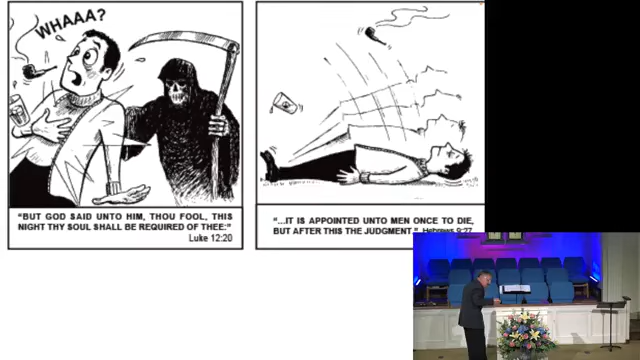 WHAAA?
"BUT GOD SAID UNTO HIM, THOU FOOL, THIS
NIGHT THY SOUL SHALL BE REQUIRED OF THEE:"
Luke 12:20
"...IT IS APPOINTED UNTO MEN ONCE TO DIE,
BUT AFTER THIS THE JUDGMENT." Hebrews 9:27